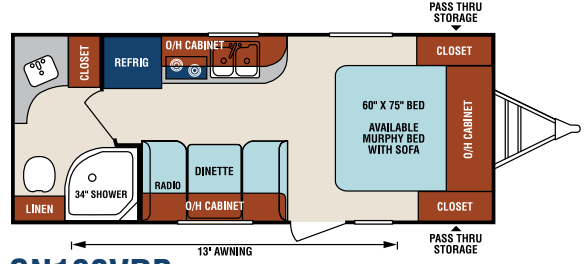 PASS THRU
STORAGE
CLOSET
O/H CABINET
REFRIG
CLOSET
60" X 75" BED
AVAILABLE
MURPHY BED
WITH SOFA
O/H CABINET
34" SHOWER
RADIO
DINETTE
LINEN
O/H CABINET
CLOSET
13' AWNING
PASS THRU
STORAGE